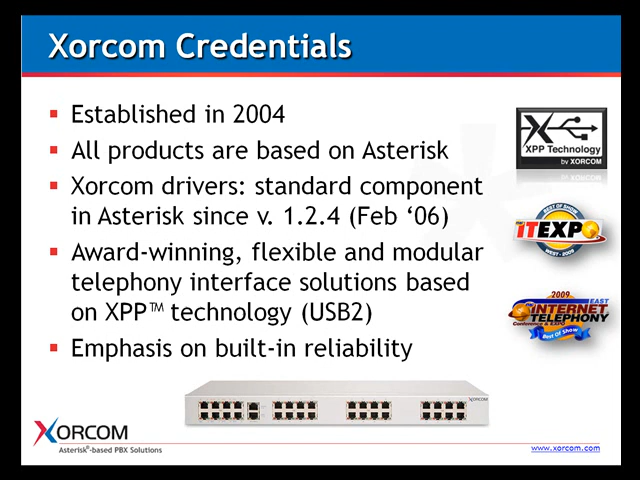 Xorcom Credentials
Established in 2004
All products are based on Asterisk
Xorcom drivers: standard component
in Asterisk since v. 1.2.4 (Feb ‘06)
Award-winning, flexible and modular
telephony interface solutions based
on XPP™ technology (USB2)
Emphasis on built-in reliability
XPP Technology
by XORCOM
BEST OF SHOW
ITEXPO
WEST - 2009
2009
EAST
INTERNET
TELEPHONY
Conference & EXPO
Best Of Show
XORCOM
XORCOM
Asterisk®-based PBX Solutions
www.xorcom.com